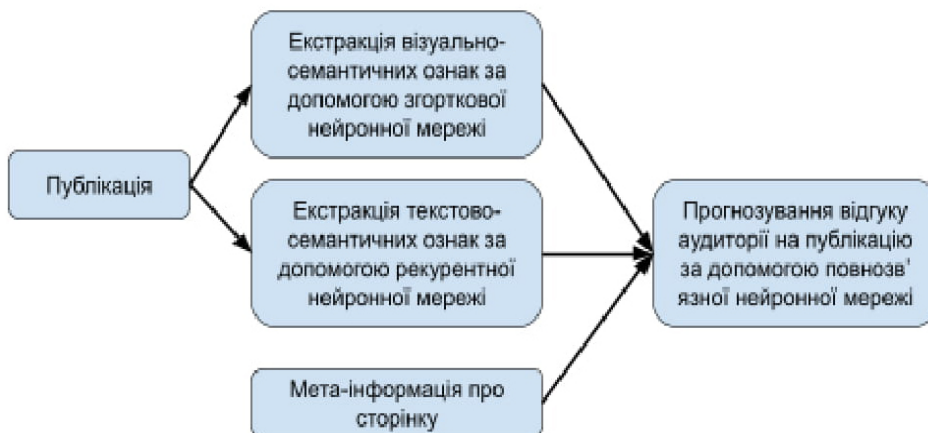 Публікація
Екстракція візуально-
семантичних ознак за
допомогою згорткової
нейронної мережі
Екстракція текстово-
семантичних ознак за
допомогою рекурентної
нейронної мережі
Мета-інформація про
сторінку
Прогнозування відгуку
аудиторії на публікацію
за допомогою повнозв'
язної нейронної мережі